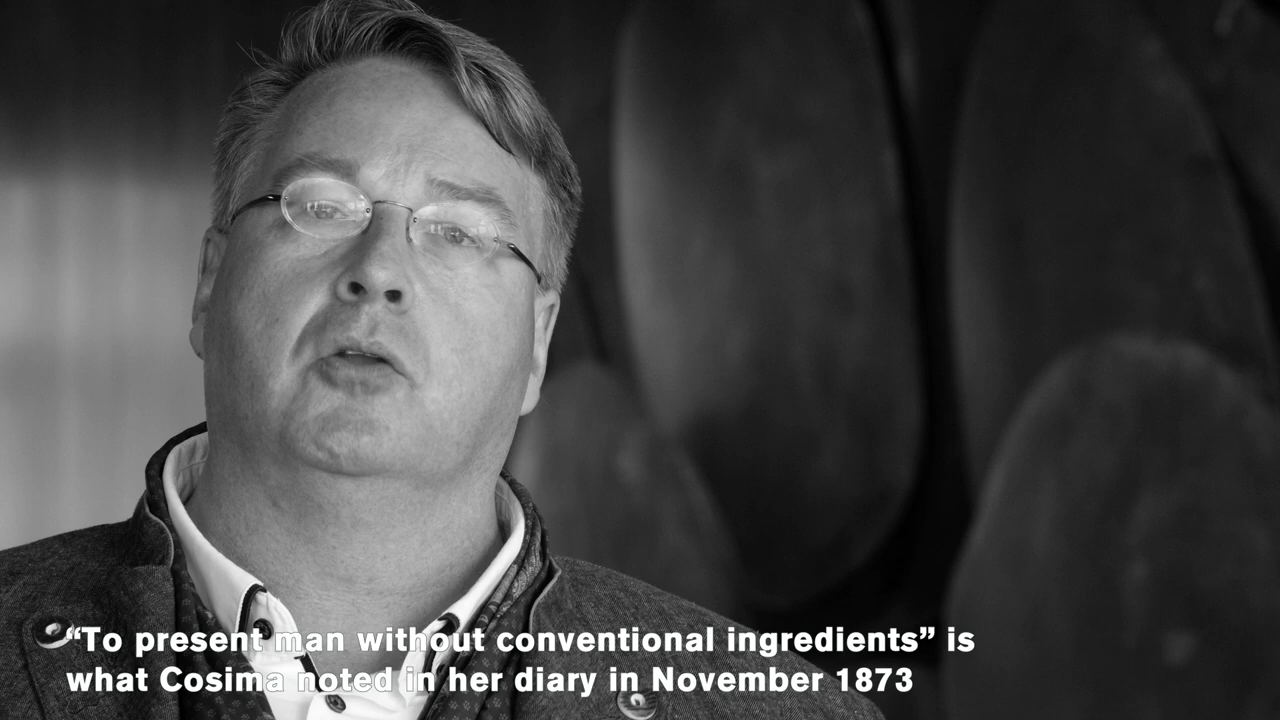 “To present man without conventional ingredients” is
what Cosima noted in her diary in November 1873